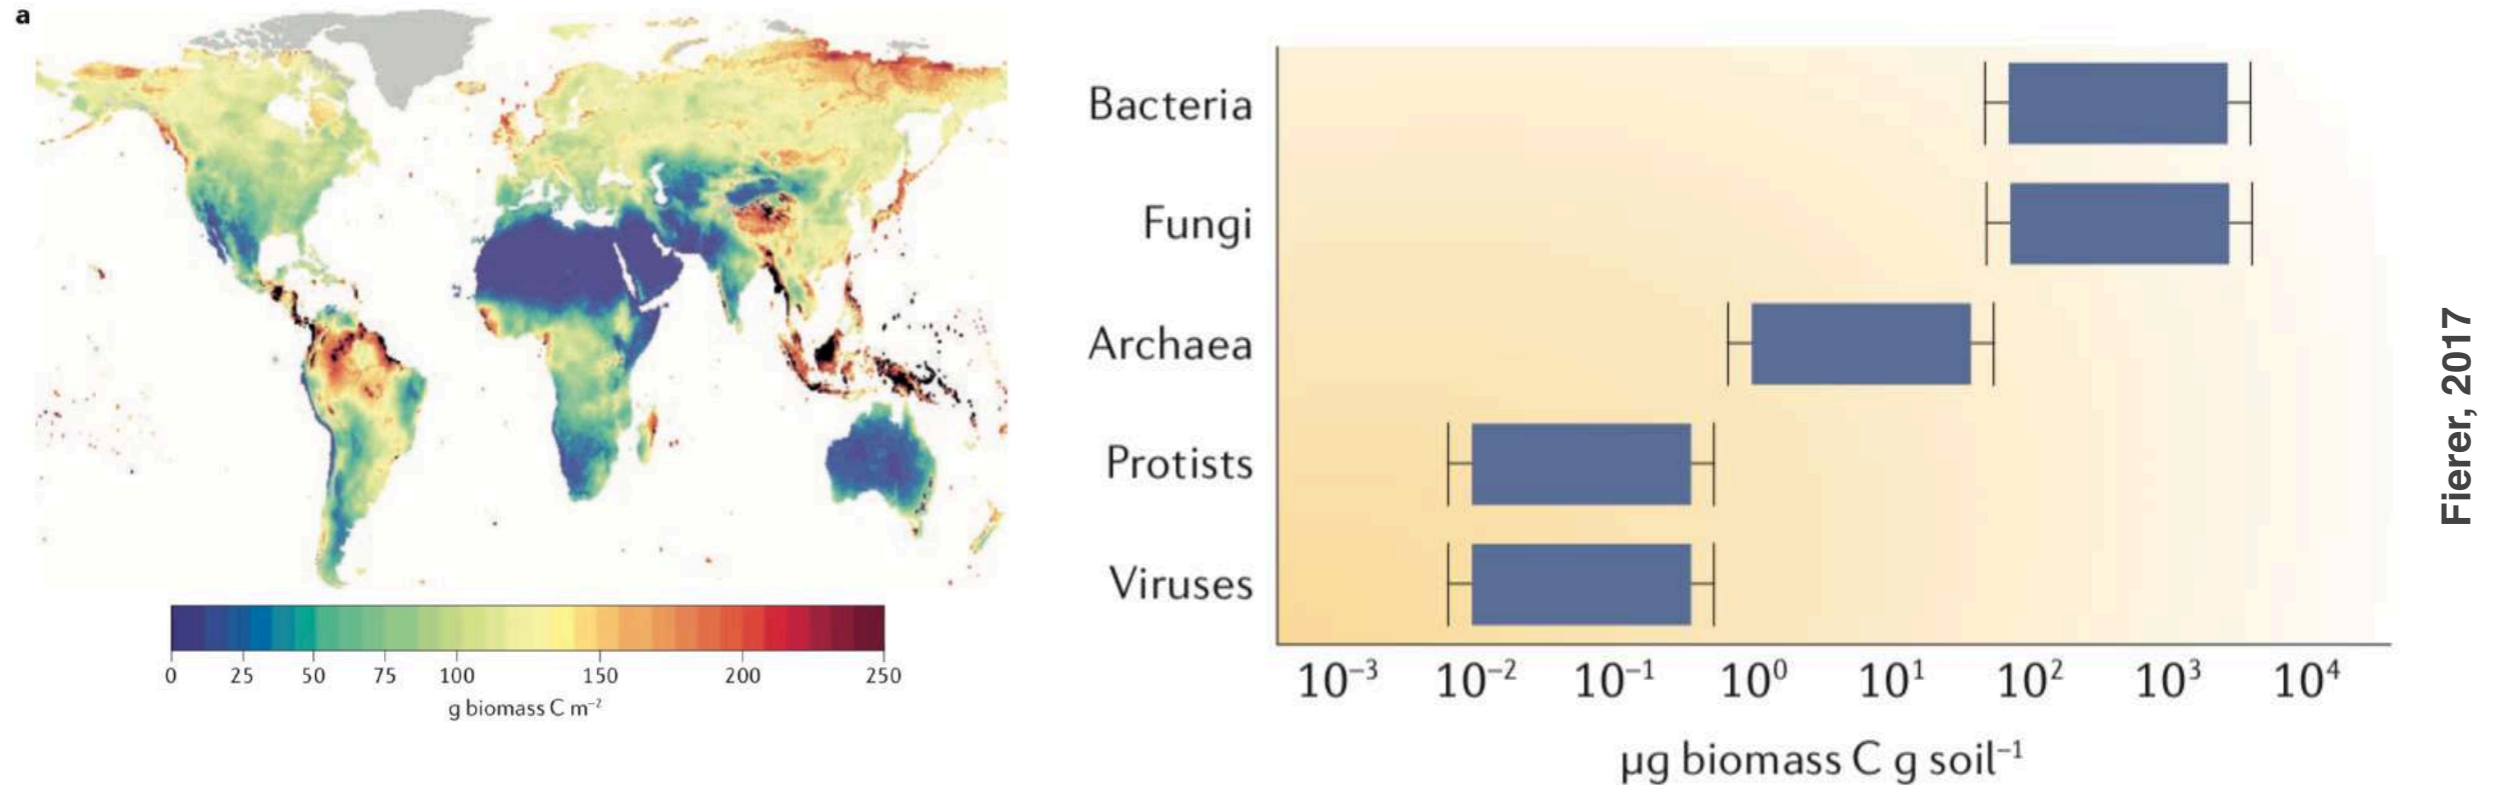 a
0 25 50 75 100 150 200 250
g biomass C m⁻²
Bacteria
Fungi
Archaea
Protists
Viruses
10⁻³ 10⁻² 10⁻¹ 10⁰ 10¹ 10² 10³ 10⁴
µg biomass C g soil⁻¹
Fierer, 2017